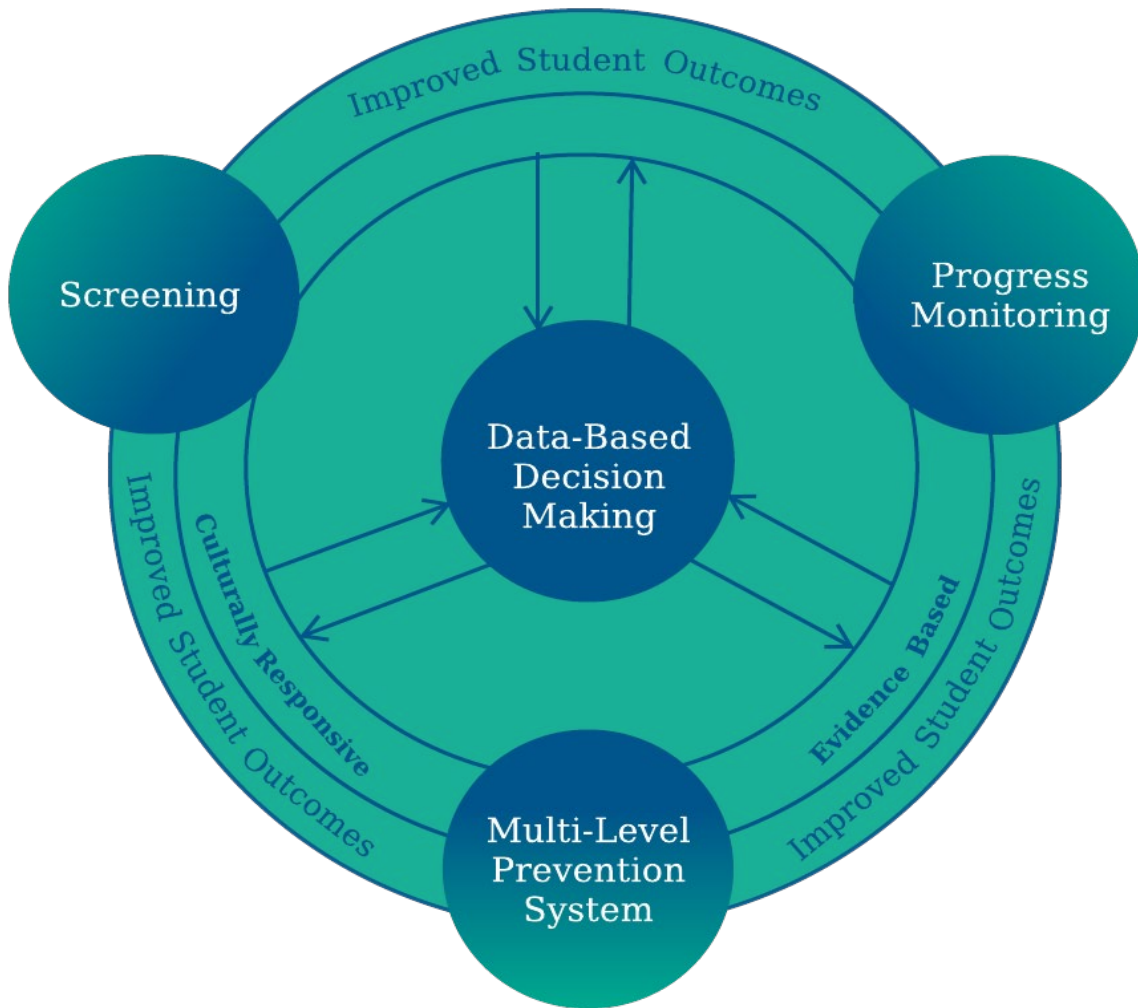 Improved Student Outcomes
Screening
Progress
Monitoring
Data-Based
Decision
Making
Improved Student Outcomes
Culturally Responsive
Evidence Based
Improved Student Outcomes
Multi-Level
Prevention
System